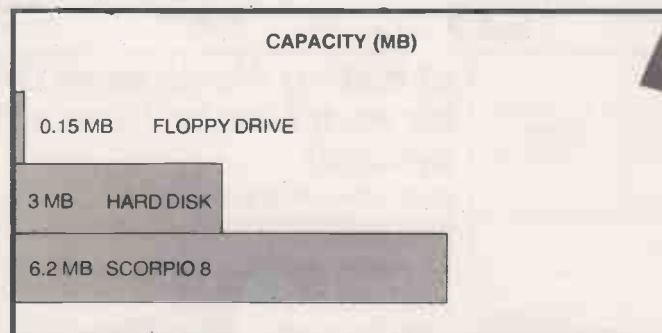 CAPACITY (MB)
0.15 MB FLOPPY DRIVE
3 MB HARD DISK
6.2 MB SCORPIO 8